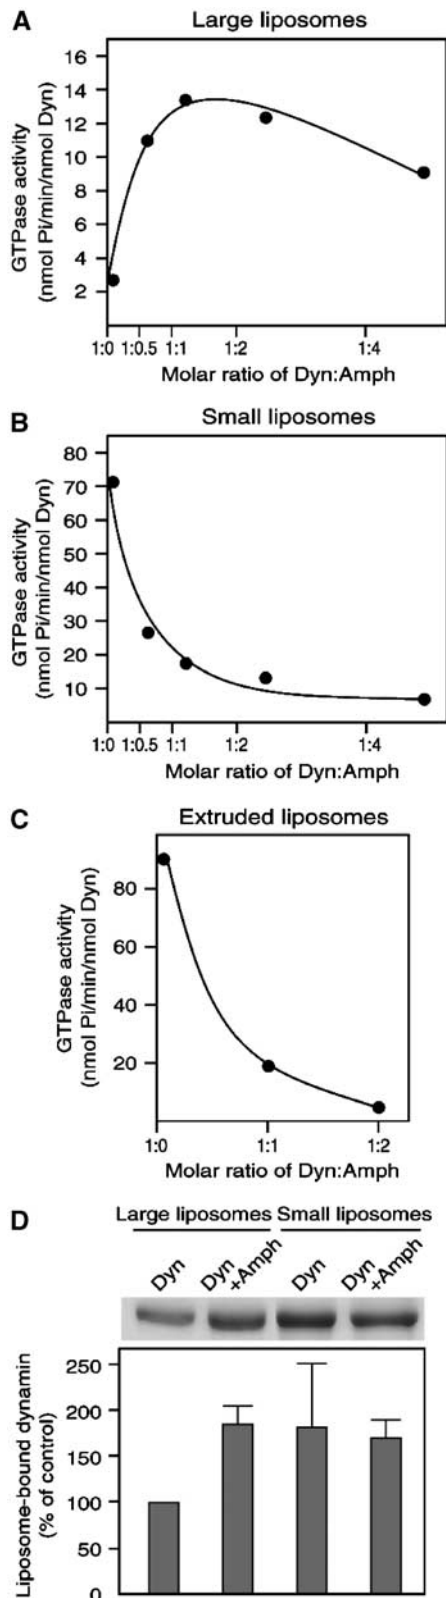 A
Large liposomes
GTPase activity
(nmol Pi/min/nmol Dyn)
16
14
12
10
8
6
4
2
1:0 1:0.5 1:1 1:2 1:4
Molar ratio of Dyn:Amph
B
Small liposomes
GTPase activity
(nmol Pi/min/nmol Dyn)
80
70
60
50
40
30
20
10
1:0 1:0.5 1:1 1:2 1:4
Molar ratio of Dyn:Amph
C
Extruded liposomes
GTPase activity
(nmol Pi/min/nmol Dyn)
80
60
40
20
1:0 1:1 1:2
Molar ratio of Dyn:Amph
D
Large liposomes Small liposomes
Dyn
Dyn
+Amph
Dyn
Dyn
+Amph
Liposome-bound dynamin
(% of control)
250
200
150
100
50
0